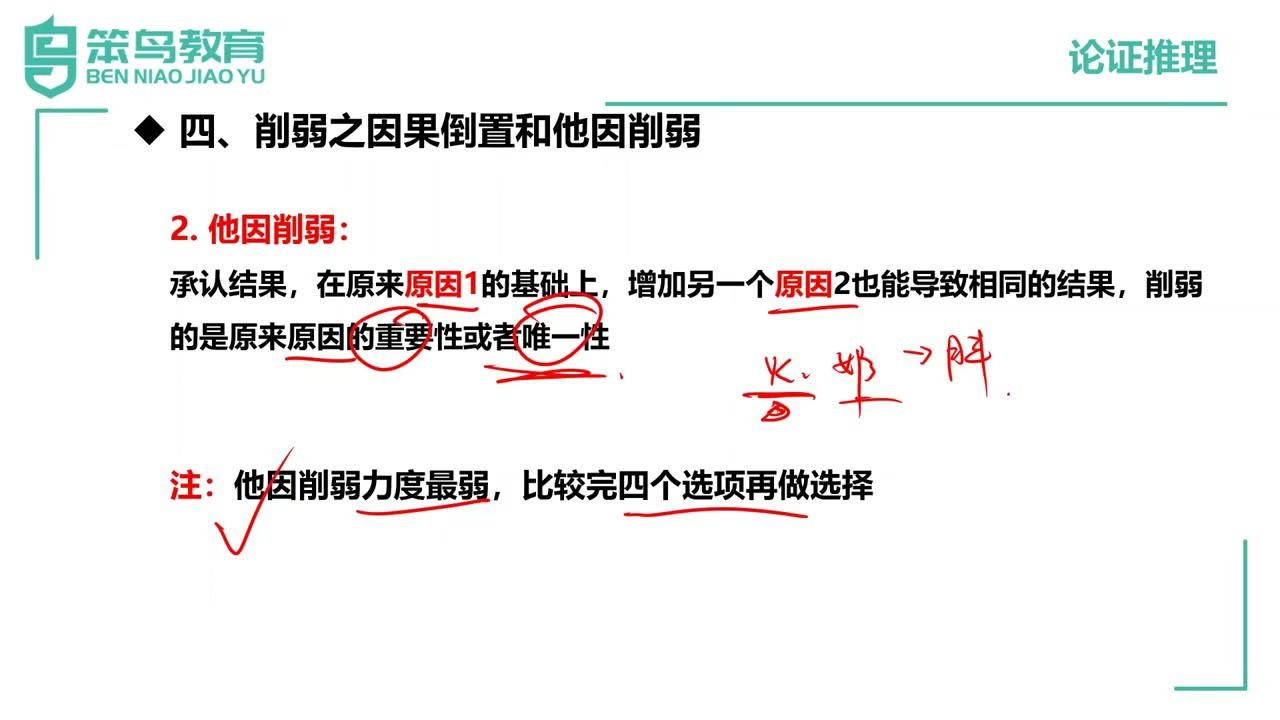 笨鸟教育
BEN NIAO JIAO YU
论证推理
◆ 四、削弱之因果倒置和他因削弱
2. 他因削弱：
承认结果，在原来原因1的基础上，增加另一个原因2也能导致相同的结果，削弱
的是原来原因的重要性或者唯一性
→胖
注：他因削弱力度最弱，比较完四个选项再做选择